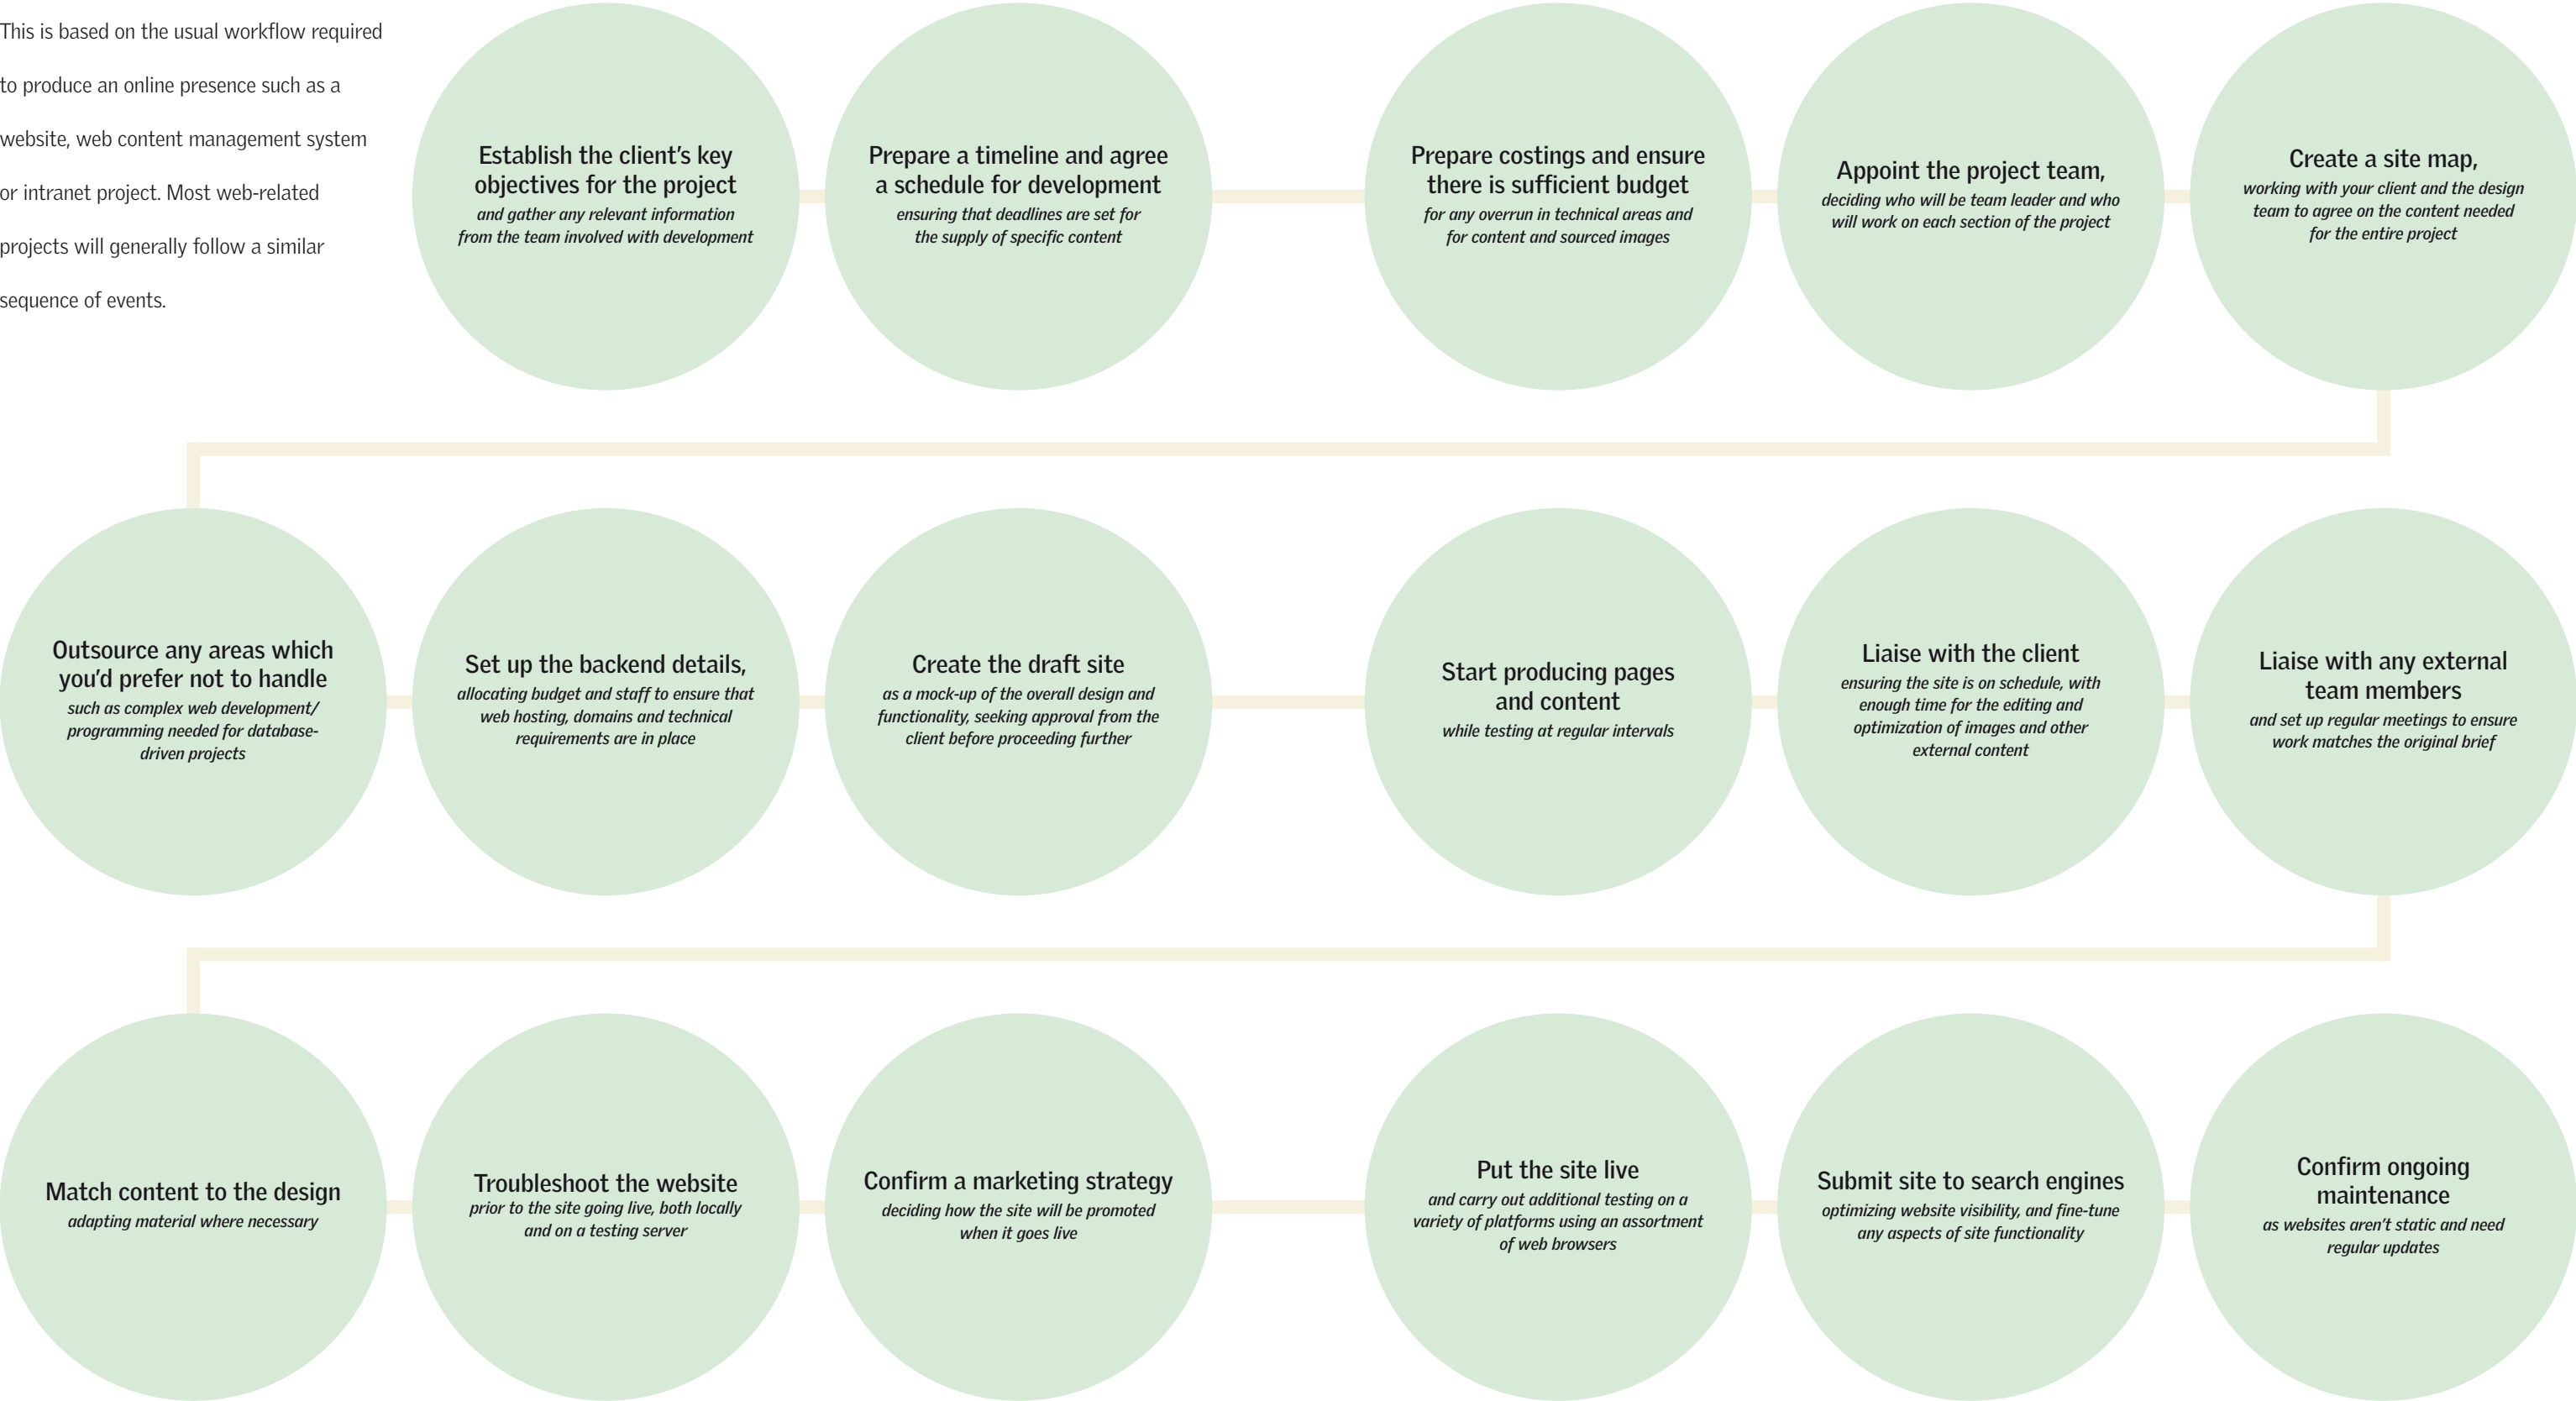 This is based on the usual workflow required
to produce an online presence such as a
website, web content management system
or intranet project. Most web-related
projects will generally follow a similar
sequence of events.
Establish the client’s key
objectives for the project
and gather any relevant information
from the team involved with development
Prepare a timeline and agree
a schedule for development
ensuring that deadlines are set for
the supply of specific content
Prepare costings and ensure
there is sufficient budget
for any overrun in technical areas and
for content and sourced images
Appoint the project team,
deciding who will be team leader and who
will work on each section of the project
Create a site map,
working with your client and the design
team to agree on the content needed
for the entire project
Outsource any areas which
you’d prefer not to handle
such as complex web development/
programming needed for database-
driven projects
Set up the backend details,
allocating budget and staff to ensure that
web hosting, domains and technical
requirements are in place
Create the draft site
as a mock-up of the overall design and
functionality, seeking approval from the
client before proceeding further
Start producing pages
and content
while testing at regular intervals
Liaise with the client
ensuring the site is on schedule, with
enough time for the editing and
optimization of images and other
external content
Liaise with any external
team members
and set up regular meetings to ensure
work matches the original brief
Match content to the design
adapting material where necessary
Troubleshoot the website
prior to the site going live, both locally
and on a testing server
Confirm a marketing strategy
deciding how the site will be promoted
when it goes live
Put the site live
and carry out additional testing on a
variety of platforms using an assortment
of web browsers
Submit site to search engines
optimizing website visibility, and fine-tune
any aspects of site functionality
Confirm ongoing
maintenance
as websites aren’t static and need
regular updates